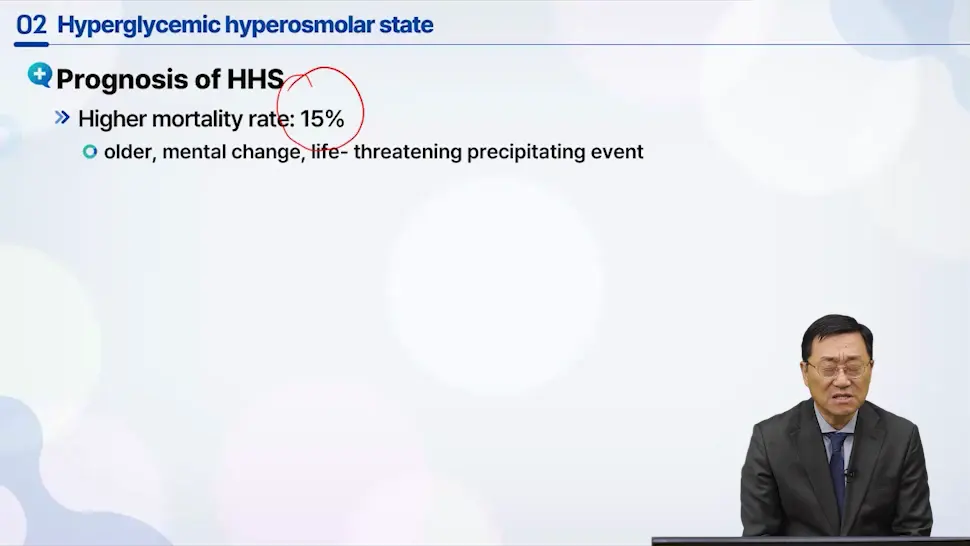 02 Hyperglycemic hyperosmolar state
Prognosis of HHS
Higher mortality rate: 15%
older, mental change, life- threatening precipitating event